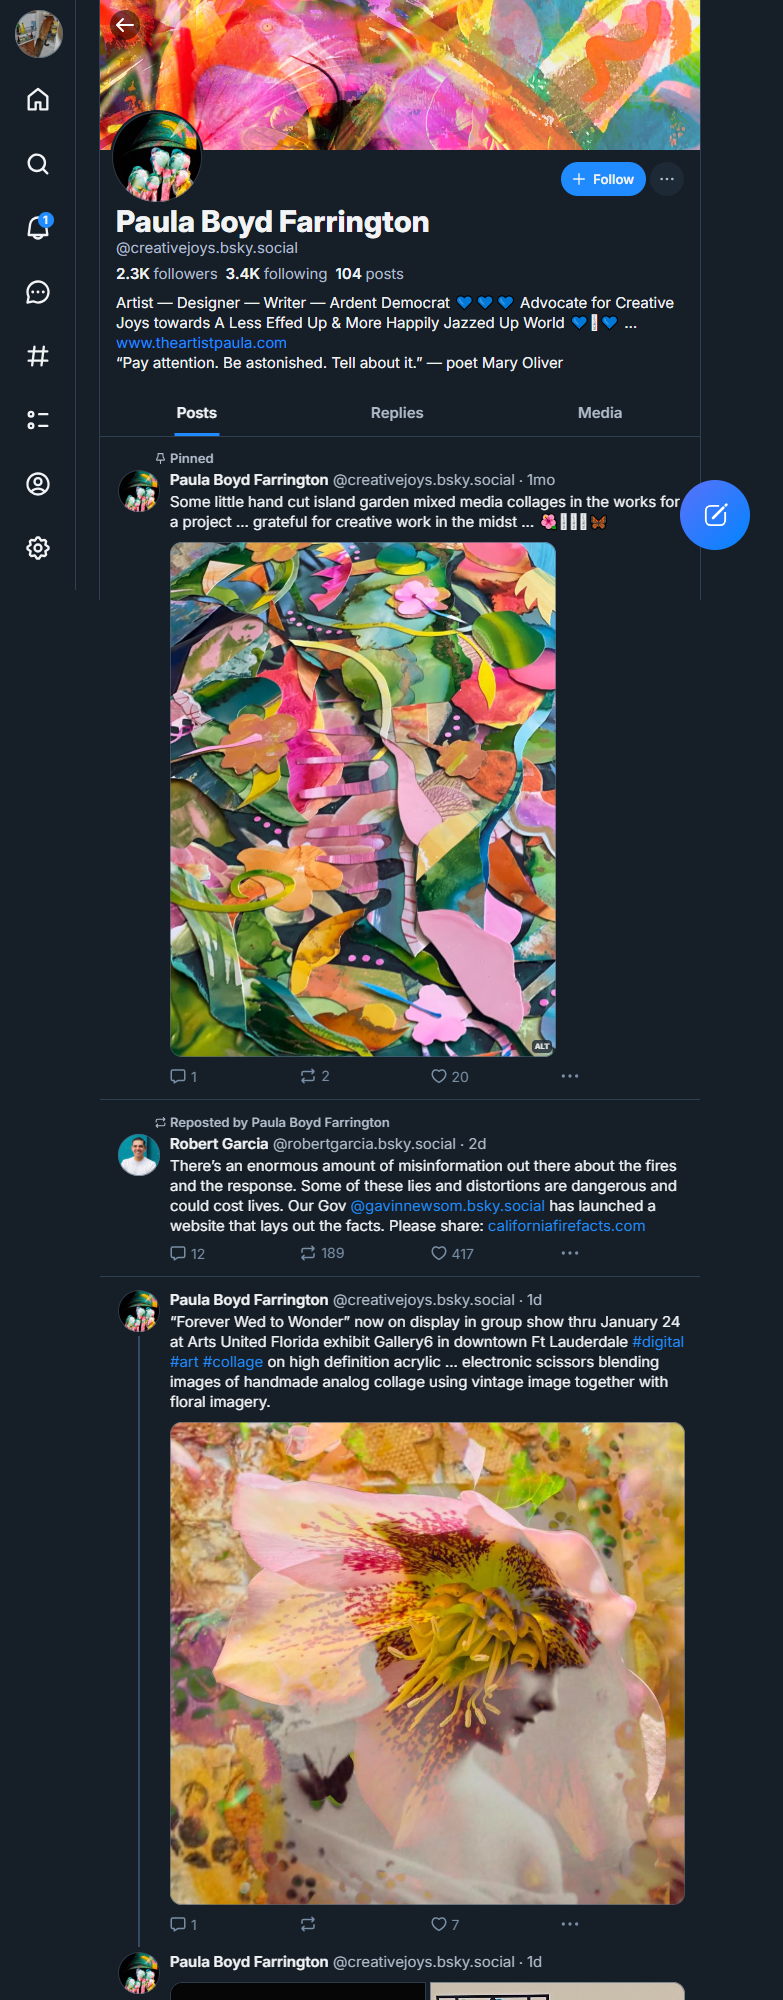 1
+ Follow
Paula Boyd Farrington
@creativejoys.bsky.social
2.3K followers 3.4K following 104 posts
Artist — Designer — Writer — Ardent Democrat 💙 💙 💙 Advocate for Creative
Joys towards A Less Effed Up & More Happily Jazzed Up World 💙💙 ...
www.theartistpaula.com
“Pay attention. Be astonished. Tell about it.” — poet Mary Oliver
Posts Replies Media
Pinned
Paula Boyd Farrington @creativejoys.bsky.social · 1mo
Some little hand cut island garden mixed media collages in the works for
a project ... grateful for creative work in the midst ... 🌺🦋
ALT
1 2 20 ...
Reposted by Paula Boyd Farrington
Robert Garcia @robertgarcia.bsky.social · 2d
There’s an enormous amount of misinformation out there about the fires
and the response. Some of these lies and distortions are dangerous and
could cost lives. Our Gov @gavinnewsom.bsky.social has launched a
website that lays out the facts. Please share: californiafirefacts.com
12 189 417 ...
Paula Boyd Farrington @creativejoys.bsky.social · 1d
“Forever Wed to Wonder” now on display in group show thru January 24
at Arts United Florida exhibit Gallery6 in downtown Ft Lauderdale #digital
#art #collage on high definition acrylic ... electronic scissors blending
images of handmade analog collage using vintage image together with
floral imagery.
1 7 ...
Paula Boyd Farrington @creativejoys.bsky.social · 1d